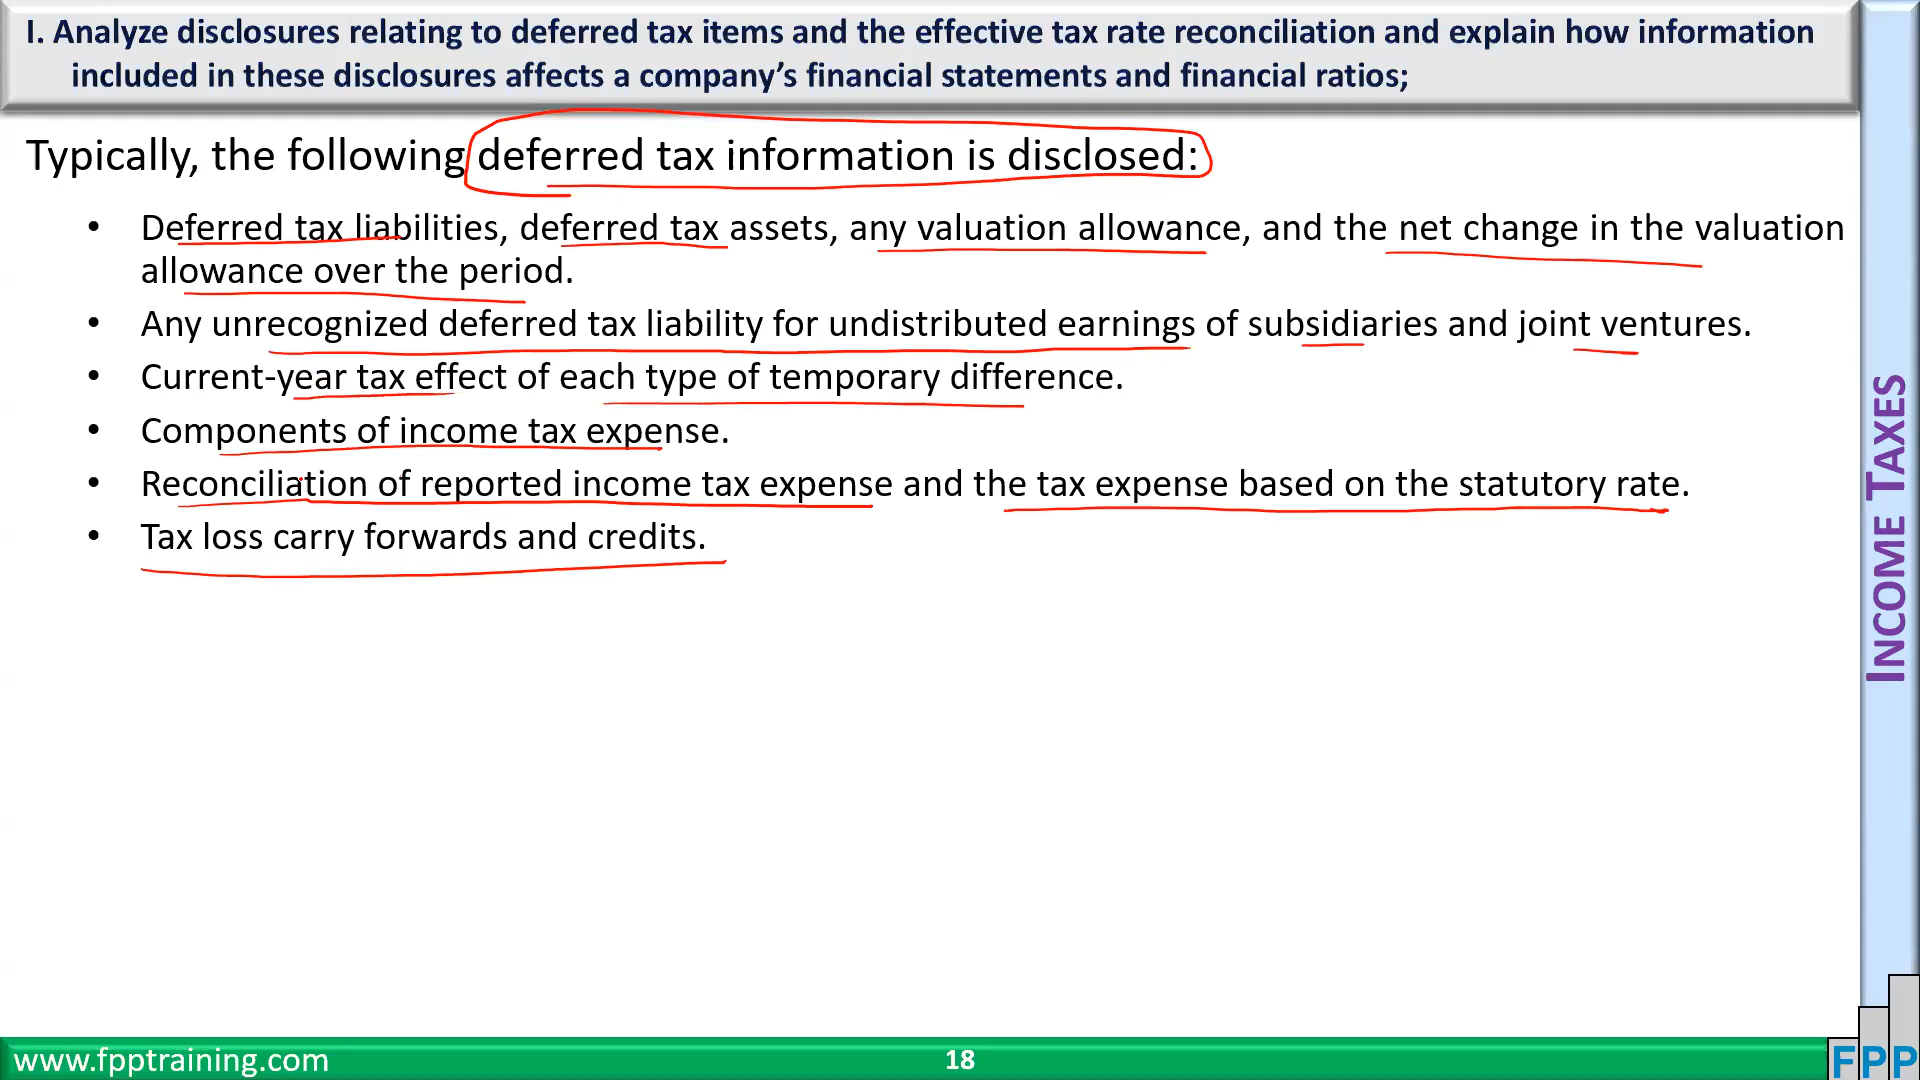 I. Analyze disclosures relating to deferred tax items and the effective tax rate reconciliation and explain how information
included in these disclosures affects a company’s financial statements and financial ratios;
Typically, the following deferred tax information is disclosed:
• Deferred tax liabilities, deferred tax assets, any valuation allowance, and the net change in the valuation
allowance over the period.
• Any unrecognized deferred tax liability for undistributed earnings of subsidiaries and joint ventures.
• Current-year tax effect of each type of temporary difference.
• Components of income tax expense.
• Reconciliation of reported income tax expense and the tax expense based on the statutory rate.
• Tax loss carry forwards and credits.
INCOME TAXES
www.fpptraining.com
18
FPP